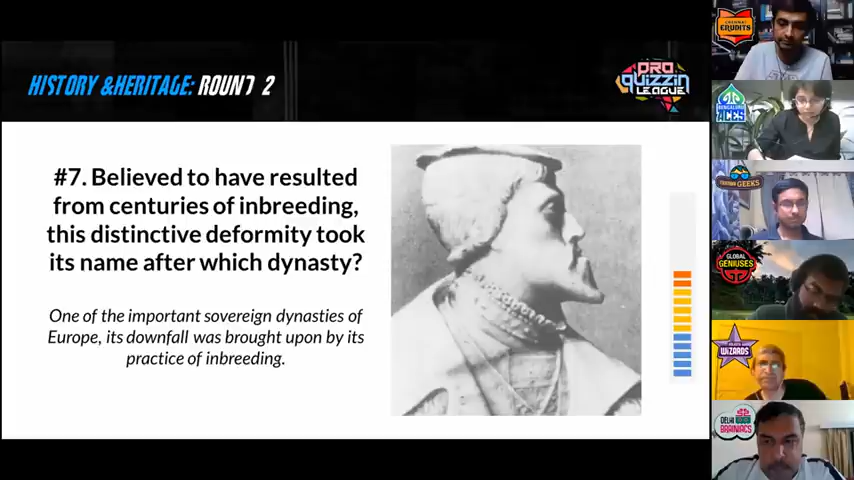 HISTORY &HERITAGE: ROUND 2
PRO
QUIZZIN
LEAGUE
#7. Believed to have resulted
from centuries of inbreeding,
this distinctive deformity took
its name after which dynasty?
One of the important sovereign dynasties of
Europe, its downfall was brought upon by its
practice of inbreeding.
ERUDITS
BENGALURU
ACES
GEEKS
GLOBAL
GENIUSES
WIZARDS
DELHI
BRAINIACS